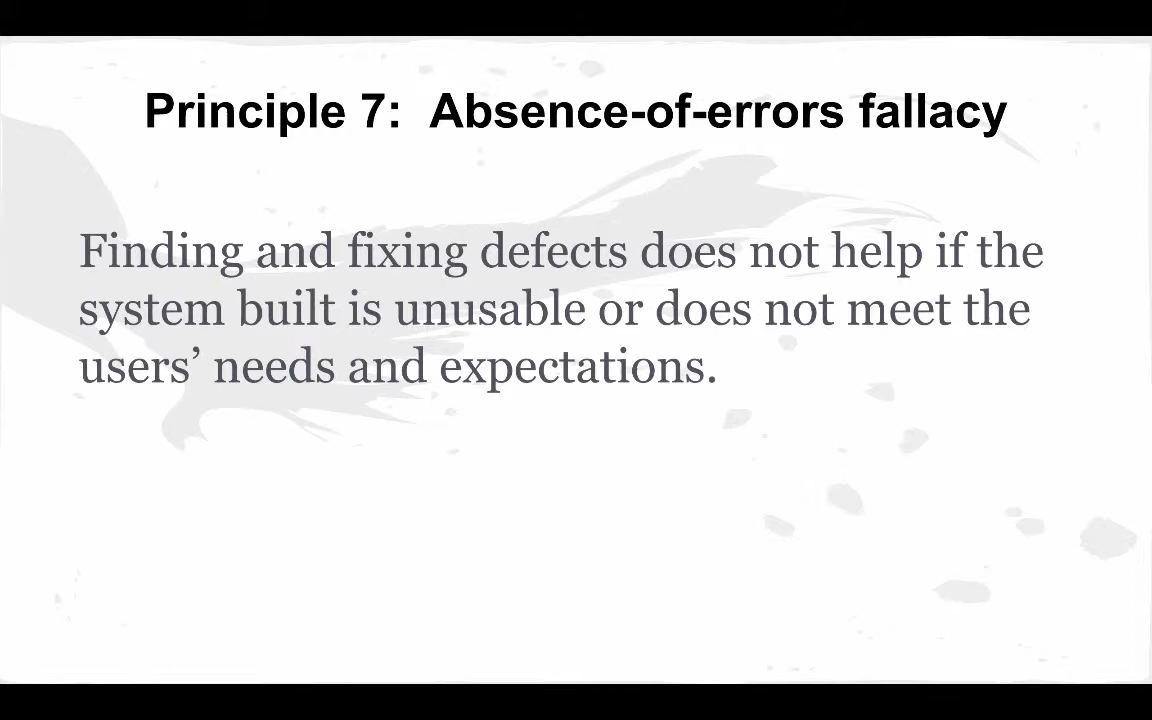 Principle 7:  Absence-of-errors fallacy
Finding and fixing defects does not help if the
system built is unusable or does not meet the
users’ needs and expectations.